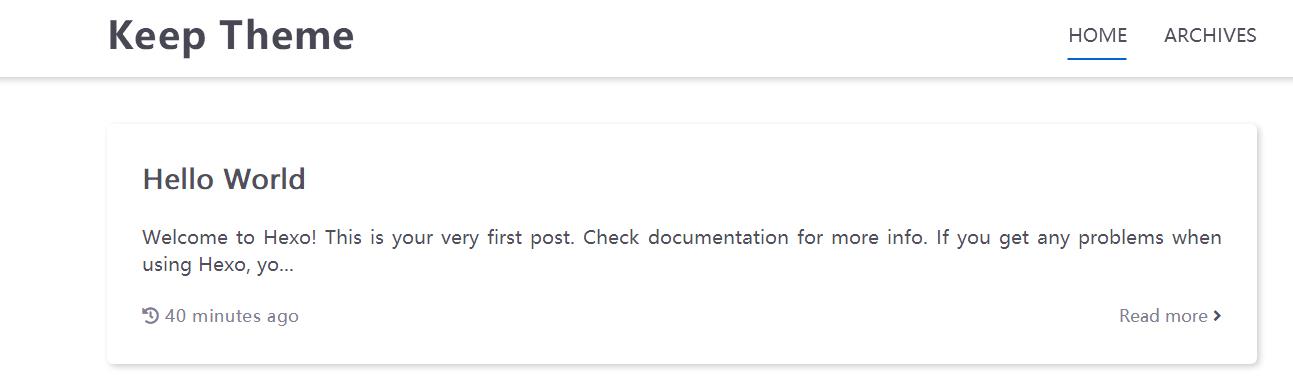 Keep Theme
HOME
ARCHIVES
Hello World
Welcome to Hexo! This is your very first post. Check documentation for more info. If you get any problems when
using Hexo, yo...
40 minutes ago
Read more